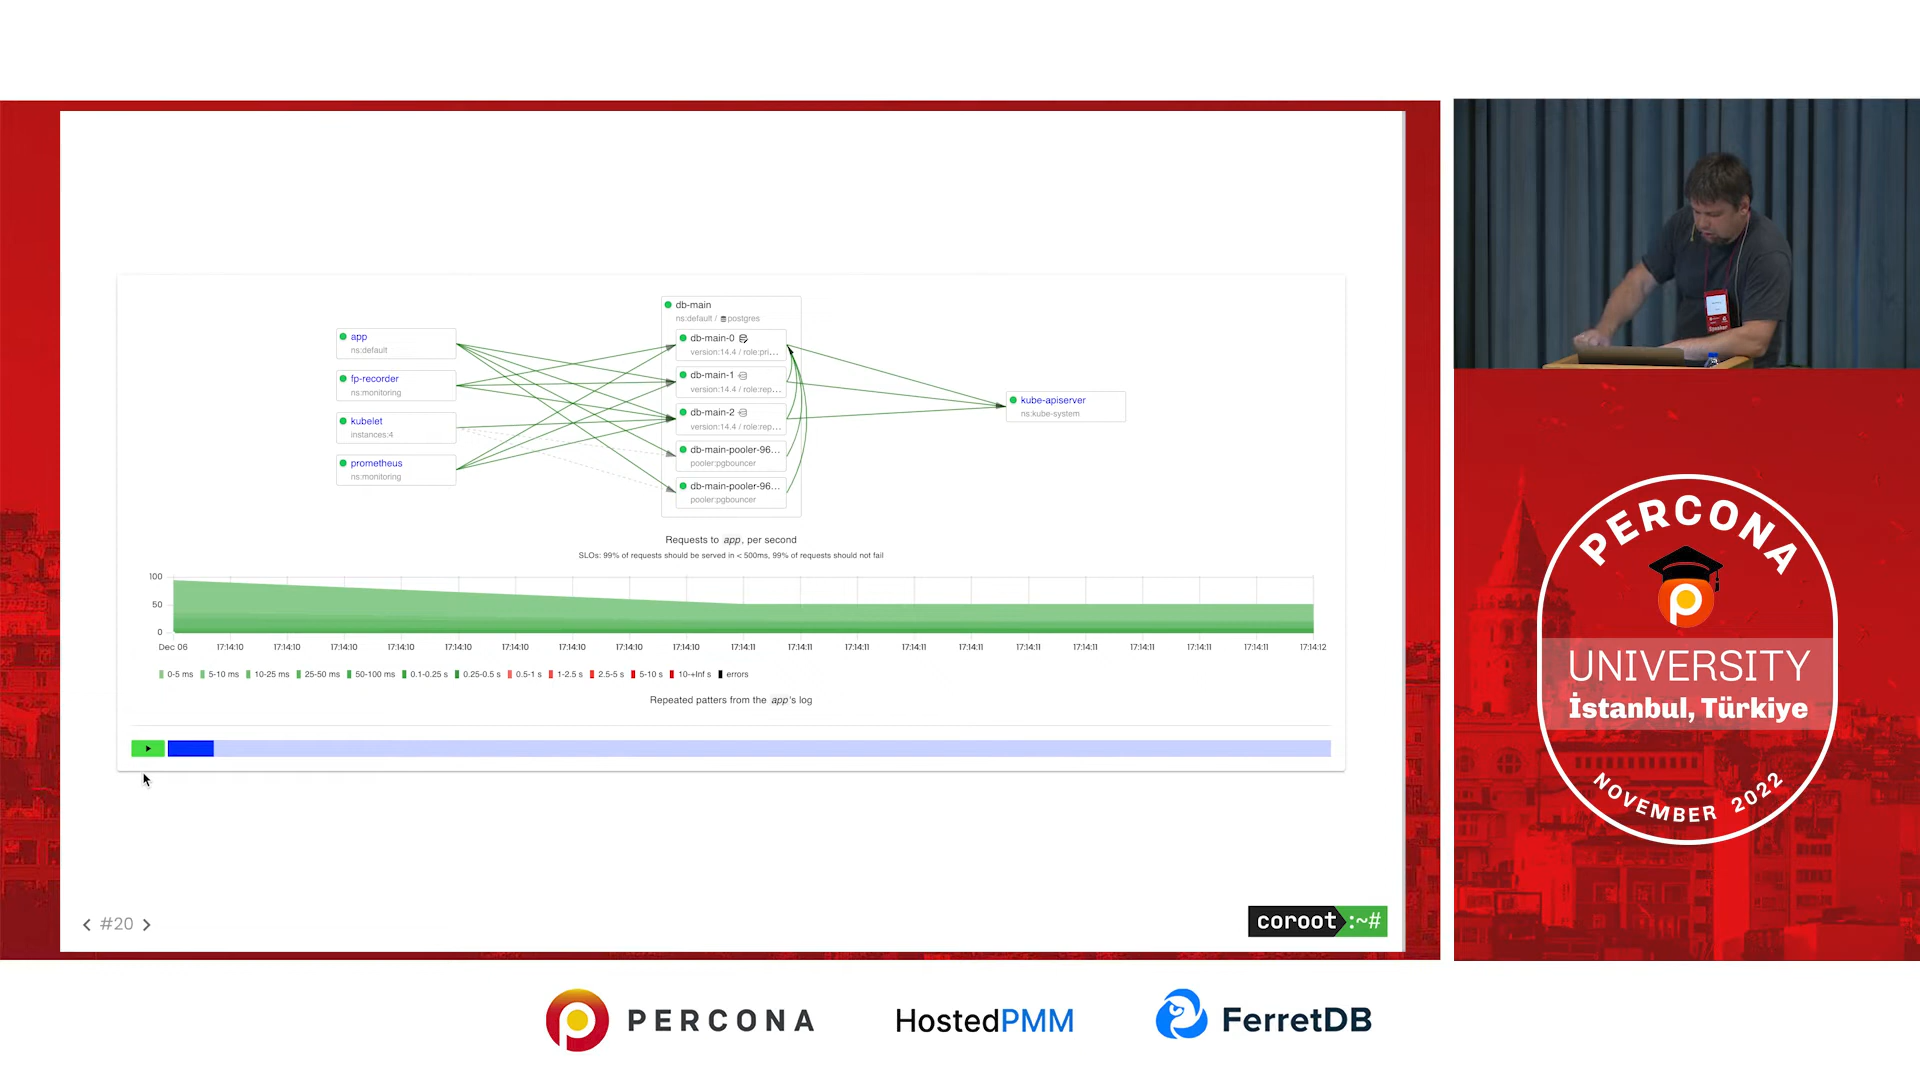 db-main
ns:default / postgres
app
ns:default
db-main-0
version:14.4 / role:pri...
fp-recorder
ns:monitoring
db-main-1
version:14.4 / role:rep...
kubelet
instances:4
db-main-2
version:14.4 / role:rep...
prometheus
ns:monitoring
db-main-pooler-96...
pooler:pgbouncer
db-main-pooler-96...
pooler:pgbouncer
kube-apiserver
ns:kube-system
Requests to app, per second
SLOs: 99% of requests should be served in < 500ms, 99% of requests should not fail
100
50
0
Dec 06 17:14:10 17:14:10 17:14:10 17:14:10 17:14:10 17:14:10 17:14:10 17:14:10 17:14:10 17:14:11 17:14:11 17:14:11 17:14:11 17:14:11 17:14:11 17:14:11 17:14:11 17:14:11 17:14:11 17:14:12
0-5 ms 5-10 ms 10-25 ms 25-50 ms 50-100 ms 0.1-0.25 s 0.25-0.5 s 0.5-1 s 1-2.5 s 2.5-5 s 5-10 s 10-+Inf s errors
Repeated patters from the app's log
#20
coroot:~#
PERCONA
UNIVERSITY
İstanbul, Türkiye
NOVEMBER 2022
PERCONA
HostedPMM
FerretDB